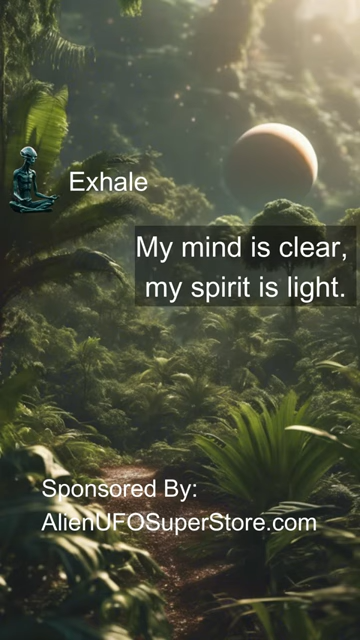 Exhale
My mind is clear,
my spirit is light.
Sponsored By:
AlienUFOSuperStore.com